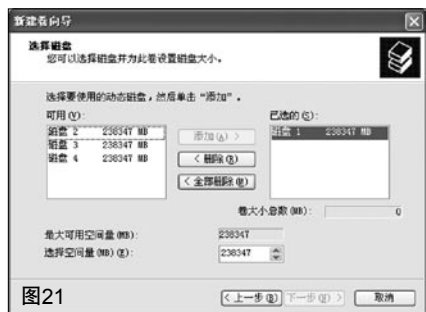 新建卷向导
选择磁盘
您可以选择磁盘并为此卷设置磁盘大小。
选择要使用的动态磁盘，然后单击“添加”。
可用(V): 已选的(S):
磁盘 2 238347 MB
磁盘 3 238347 MB
磁盘 4 238347 MB
磁盘 1 238347 MB
添加(A) >
< 删除(R)
< 全部删除(M)
卷大小总数(MB): 0
最大可用空间量(MB): 238347
选择空间量(MB)(E): 238347
图21
< 上一步(B) 下一步(N) > 取消